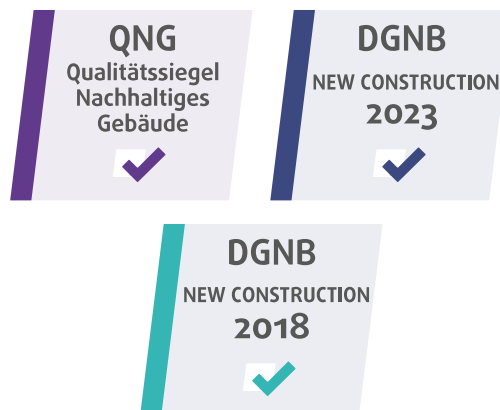 QNG
Qualitätssiegel
Nachhaltiges
Gebäude
DGNB
NEW CONSTRUCTION
2023
DGNB
NEW CONSTRUCTION
2018